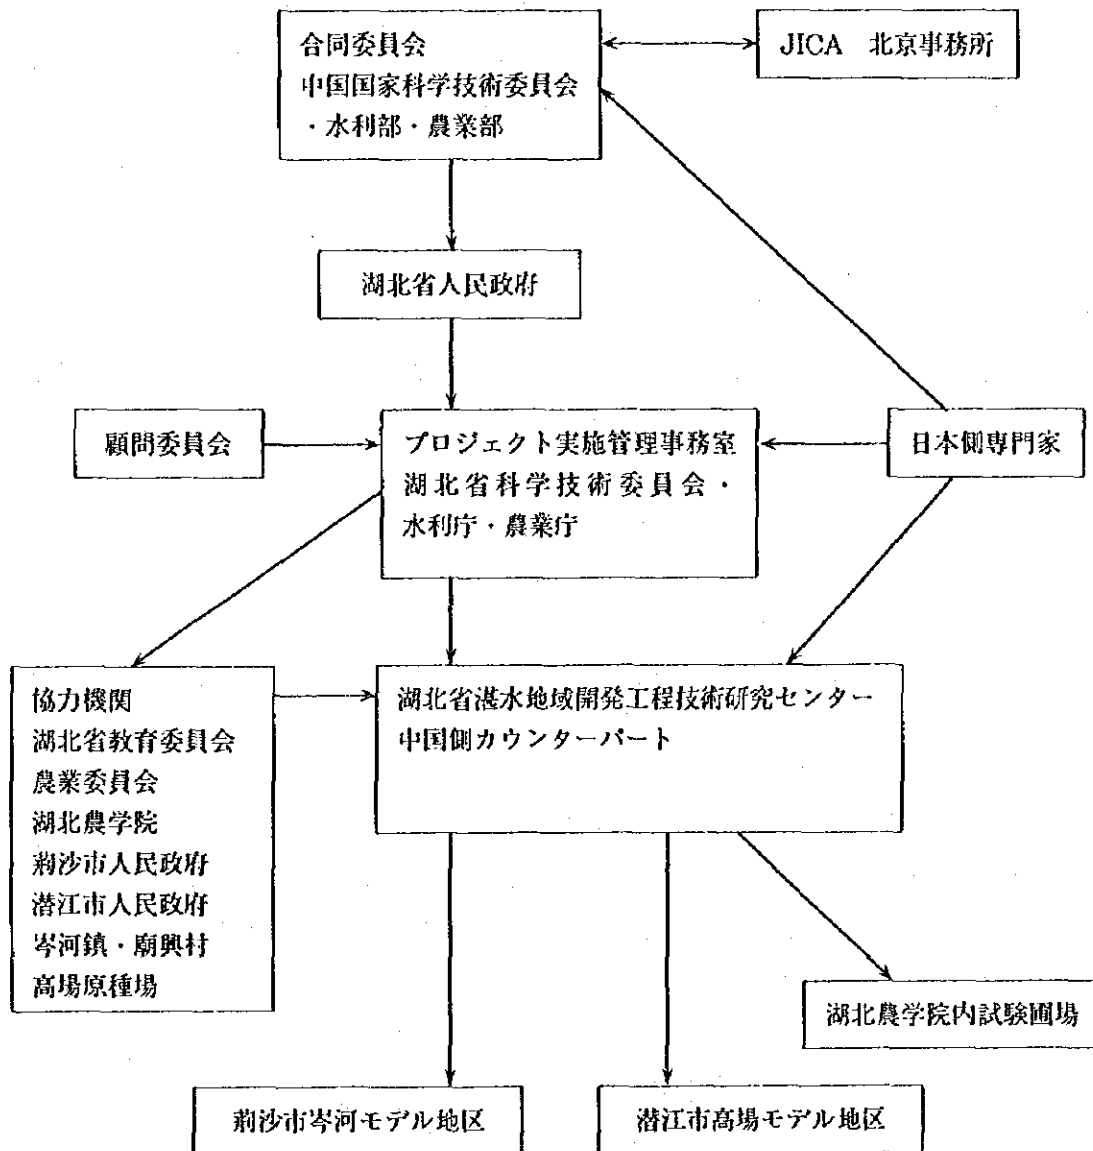 合同委員会
中国国家科学技術委員会
・水利部・農業部
JICA 北京事務所
湖北省人民政府
顧問委員会
プロジェクト実施管理事務室
湖北省科学技術委員会・
水利庁・農業庁
日本側専門家
協力機関
湖北省教育委員会
農業委員会
湖北農学院
荊沙市人民政府
潜江市人民政府
岑河鎮・廟興村
高場原種場
湖北省湛水地域開発工程技術研究センター
中国側カウンターパート
湖北農学院内試験圃場
荊沙市岑河モデル地区
潜江市高場モデル地区